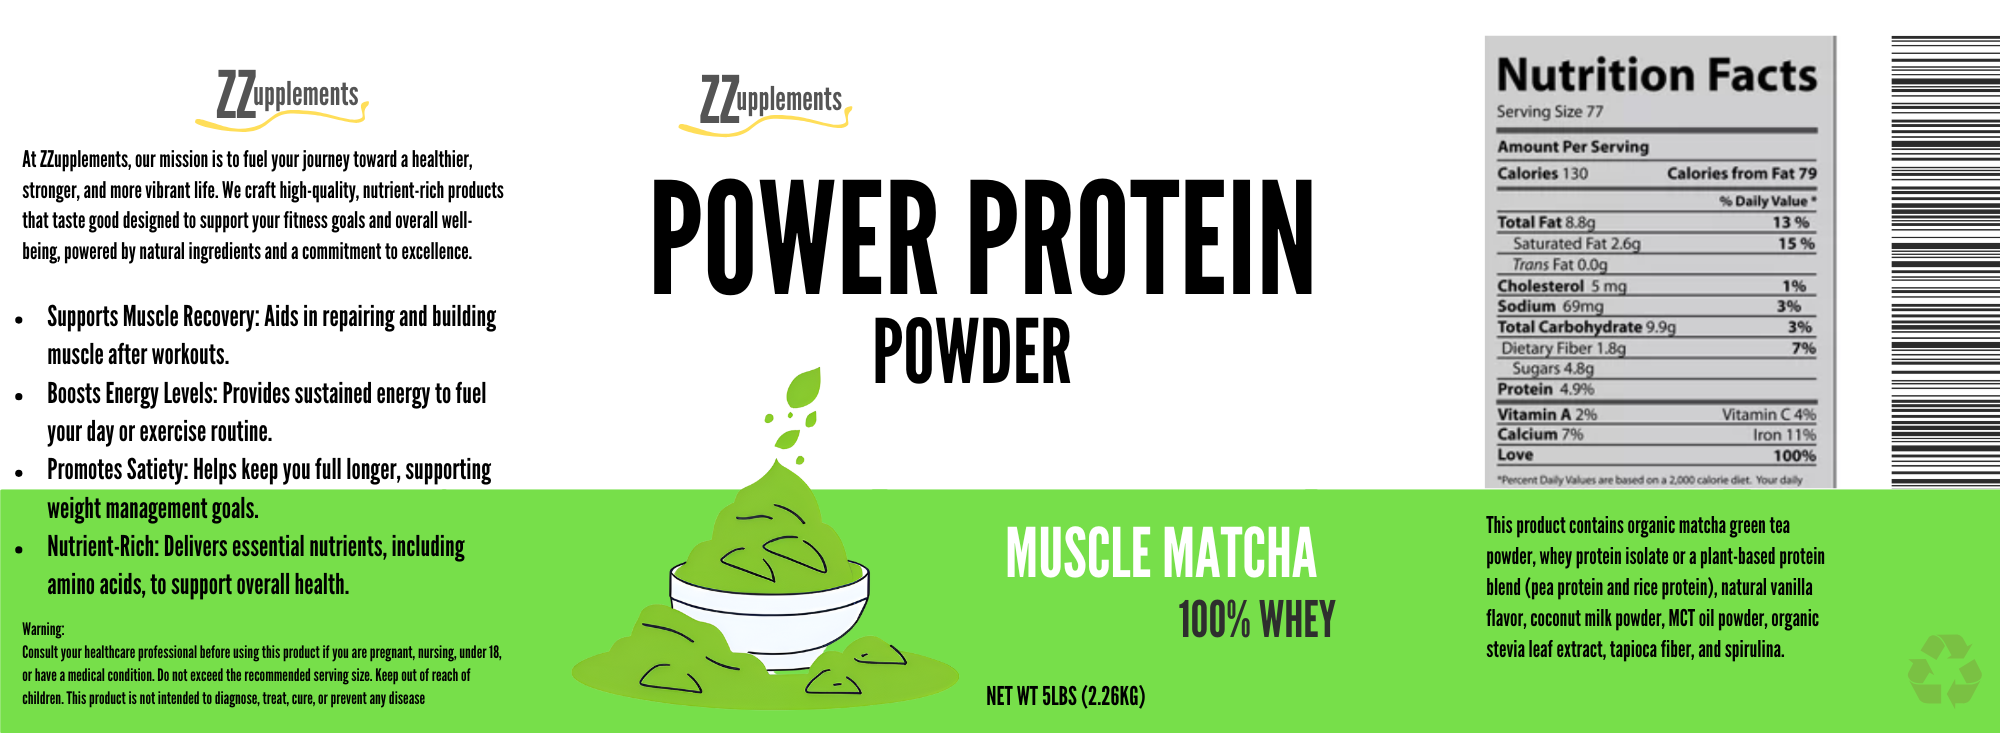 ZZupplements
At ZZupplements, our mission is to fuel your journey toward a healthier,
stronger, and more vibrant life. We craft high-quality, nutrient-rich products
that taste good designed to support your fitness goals and overall well-
being, powered by natural ingredients and a commitment to excellence.
• Supports Muscle Recovery: Aids in repairing and building
muscle after workouts.
• Boosts Energy Levels: Provides sustained energy to fuel
your day or exercise routine.
• Promotes Satiety: Helps keep you full longer, supporting
weight management goals.
• Nutrient-Rich: Delivers essential nutrients, including
amino acids, to support overall health.
Warning:
Consult your healthcare professional before using this product if you are pregnant, nursing, under 18,
or have a medical condition. Do not exceed the recommended serving size. Keep out of reach of
children. This product is not intended to diagnose, treat, cure, or prevent any disease
ZZupplements
POWER PROTEIN
POWDER
MUSCLE MATCHA
100% WHEY
NET WT 5LBS (2.26KG)
Nutrition Facts
Serving Size 77
Amount Per Serving
Calories 130 Calories from Fat 79
% Daily Value *
Total Fat 8.8g 13 %
Saturated Fat 2.6g 15 %
Trans Fat 0.0g
Cholesterol 5 mg 1%
Sodium 69mg 3%
Total Carbohydrate 9.9g 3%
Dietary Fiber 1.8g 7%
Sugars 4.8g
Protein 4.9%
Vitamin A 2% Vitamin C 4%
Calcium 7% Iron 11%
Love 100%
*Percent Daily Values are based on a 2,000 calorie diet. Your daily
This product contains organic matcha green tea
powder, whey protein isolate or a plant-based protein
blend (pea protein and rice protein), natural vanilla
flavor, coconut milk powder, MCT oil powder, organic
stevia leaf extract, tapioca fiber, and spirulina.